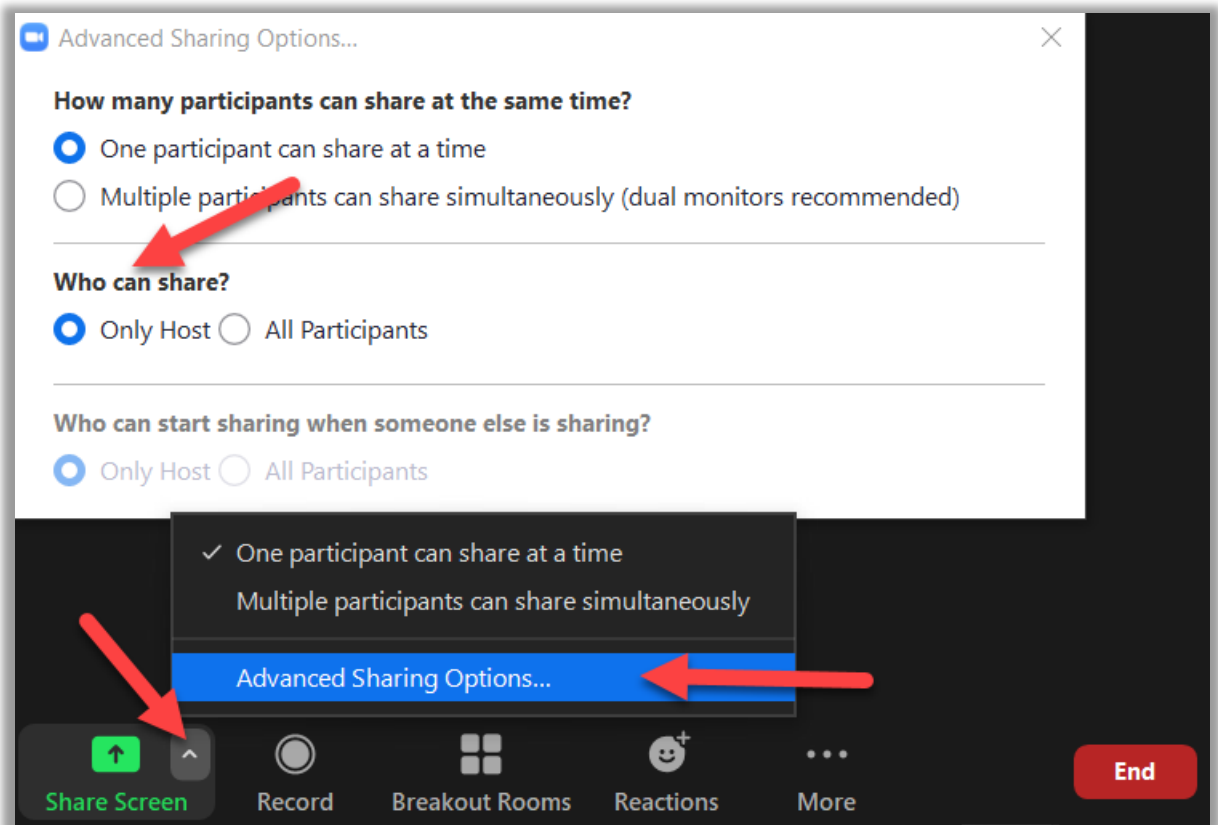 Advanced Sharing Options...
How many participants can share at the same time?
One participant can share at a time
Multiple participants can share simultaneously (dual monitors recommended)
Who can share?
Only Host All Participants
Who can start sharing when someone else is sharing?
Only Host All Participants
One participant can share at a time
Multiple participants can share simultaneously
Advanced Sharing Options...
Share Screen Record Breakout Rooms Reactions More End